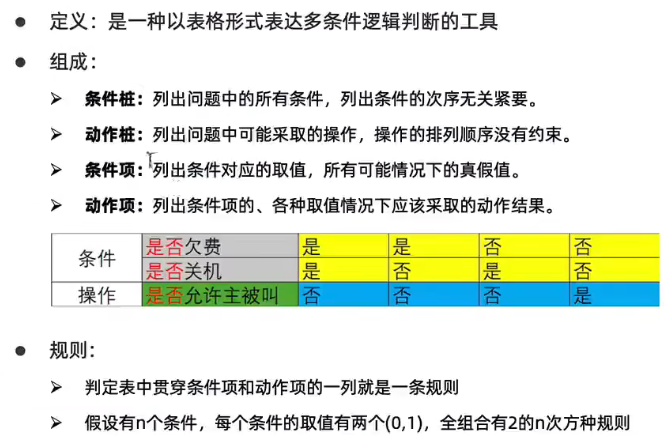 ● 定义：是一种以表格形式表达多条件逻辑判断的工具
● 组成：
➢ 条件桩：列出问题中的所有条件，列出条件的次序无关紧要。
➢ 动作桩：列出问题中可能采取的操作，操作的排列顺序没有约束。
➢ 条件项：列出条件对应的取值，所有可能情况下的真假值。
➢ 动作项：列出条件项的、各种取值情况下应该采取的动作结果。
条件 是否欠费 是 是 否 否
是否关机 是 否 是 否
操作 是否允许主被叫 否 否 否 是
● 规则：
➢ 判定表中贯穿条件项和动作项的一列就是一条规则
➢ 假设有n个条件，每个条件的取值有两个(0,1)，全组合有2的n次方种规则